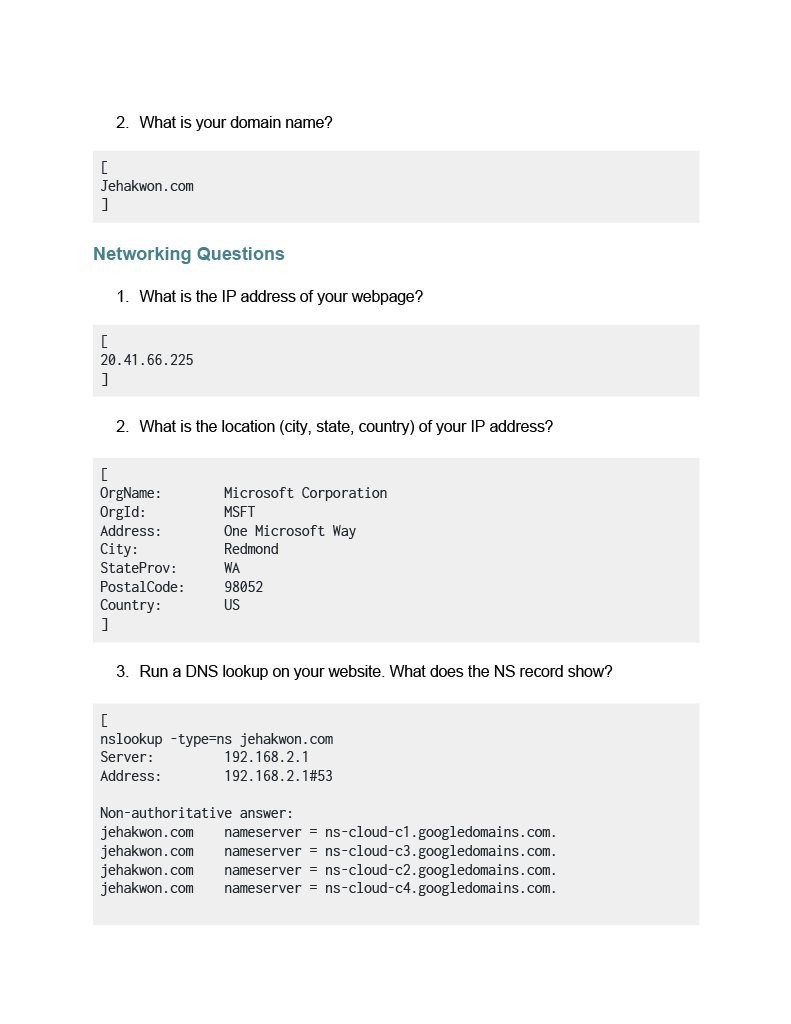 2. What is your domain name?
[
Jehakwon.com
]
Networking Questions
1. What is the IP address of your webpage?
[
20.41.66.225
]
2. What is the location (city, state, country) of your IP address?
[
OrgName: Microsoft Corporation
OrgId: MSFT
Address: One Microsoft Way
City: Redmond
StateProv: WA
PostalCode: 98052
Country: US
]
3. Run a DNS lookup on your website. What does the NS record show?
[
nslookup -type=ns jehakwon.com
Server: 192.168.2.1
Address: 192.168.2.1#53
Non-authoritative answer:
jehakwon.com nameserver = ns-cloud-c1.googledomains.com.
jehakwon.com nameserver = ns-cloud-c3.googledomains.com.
jehakwon.com nameserver = ns-cloud-c2.googledomains.com.
jehakwon.com nameserver = ns-cloud-c4.googledomains.com.